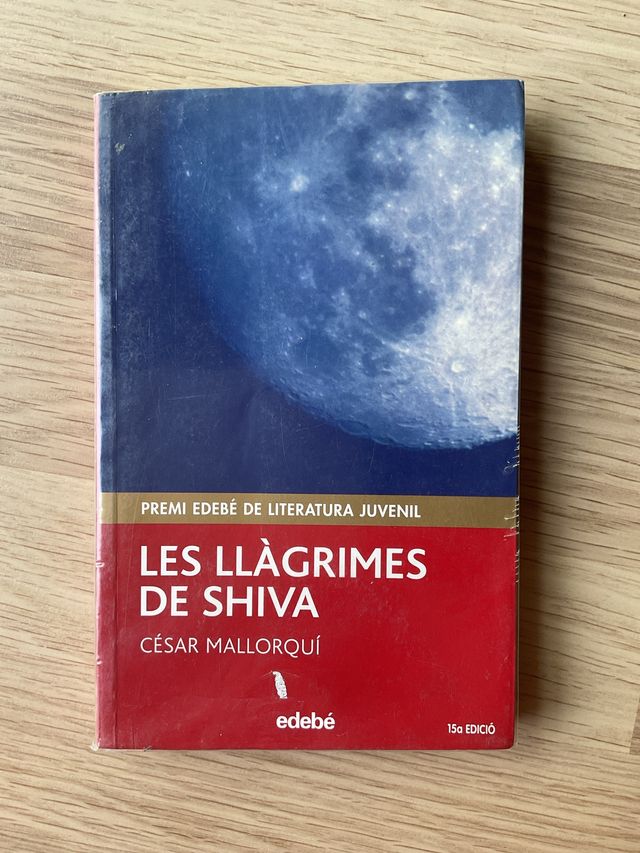 PREMI EDEBÉ DE LITERATURA JUVENIL
LES LLÀGRIMES
DE SHIVA
CÉSAR MALLORQUÍ
edebé
15a EDICIÓ